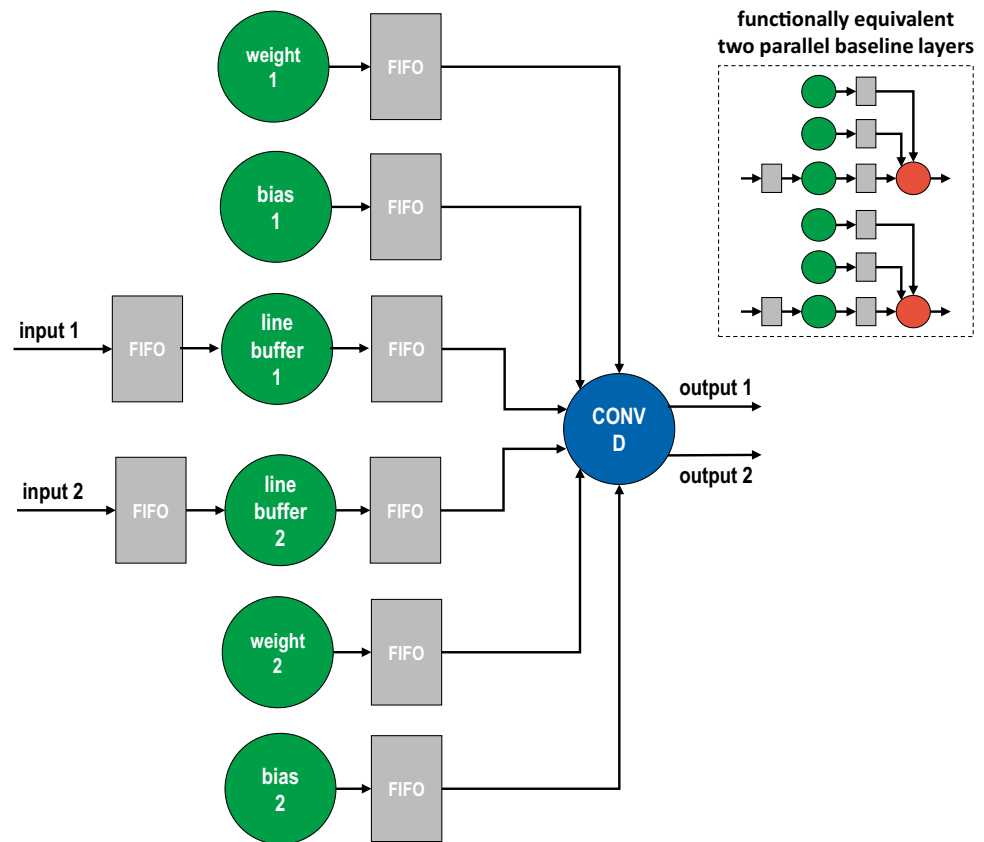 functionally equivalent
two parallel baseline layers
weight
1
FIFO
bias
1
FIFO
input 1
FIFO
line
buffer
1
FIFO
CONV
D
output 1
output 2
input 2
FIFO
line
buffer
2
FIFO
weight
2
FIFO
bias
2
FIFO